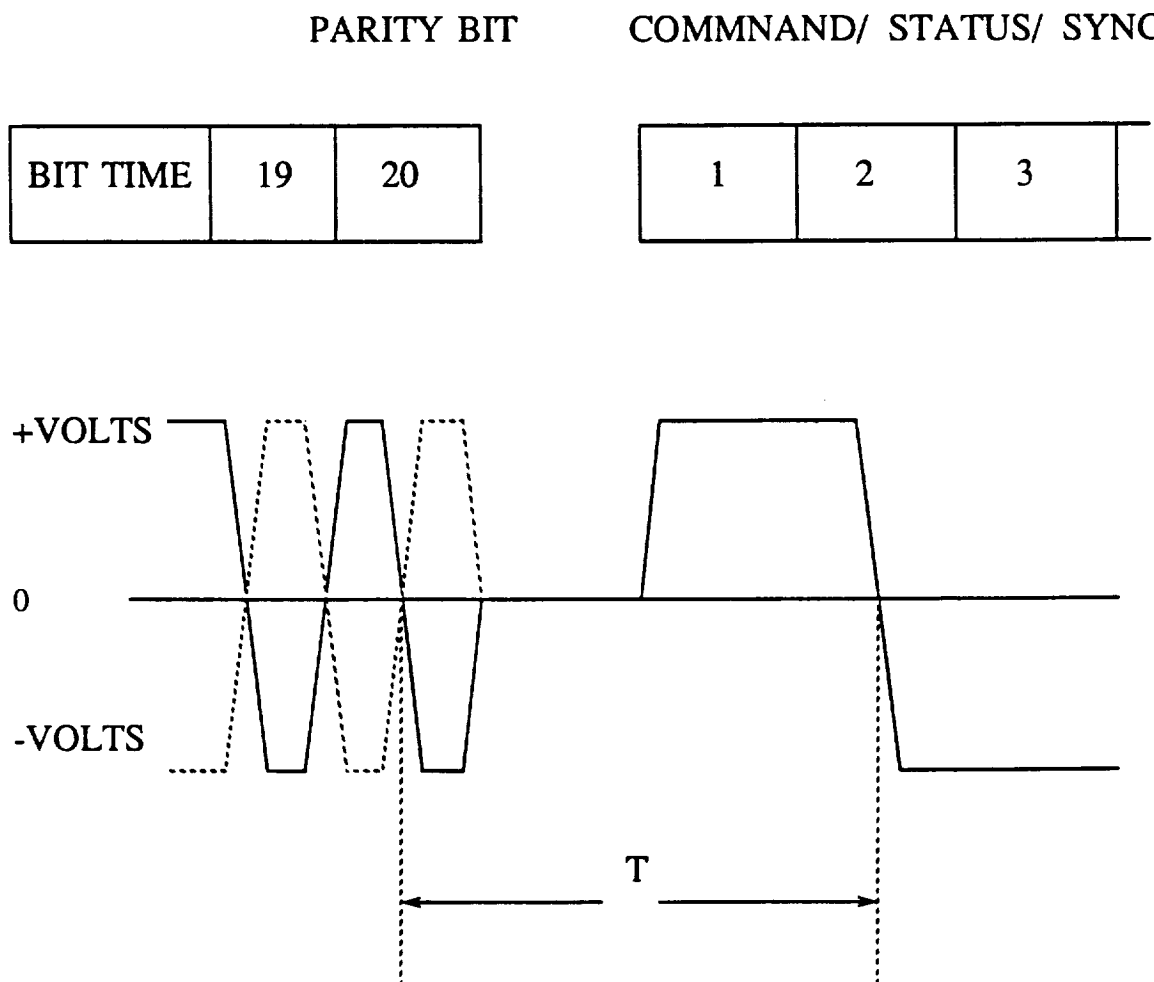 PARITY BIT COMMNAND/ STATUS/ SYNC
BIT TIME 19 20 1 2 3
+VOLTS
0
-VOLTS
T